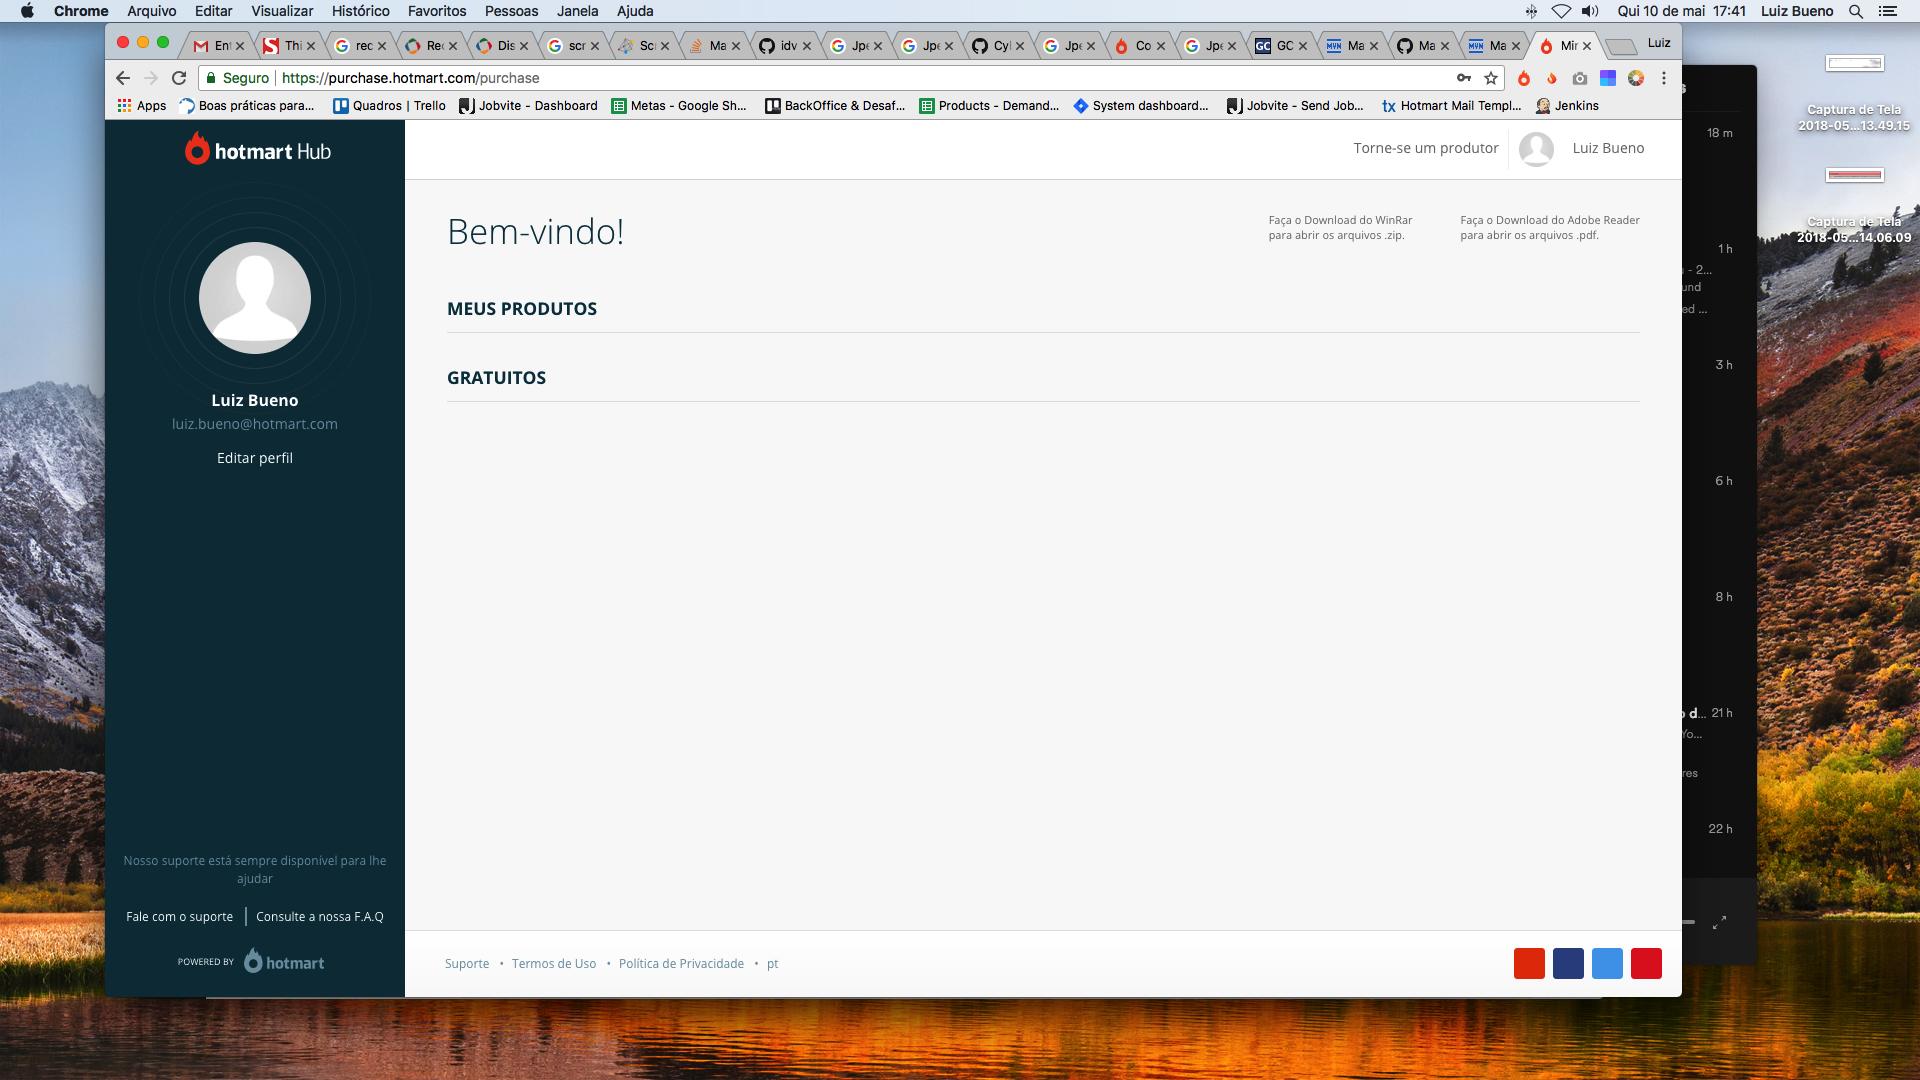 Chrome Arquivo Editar Visualizar Histórico Favoritos Pessoas Janela Ajuda Qui 10 de mai 17:41 Luiz Bueno
Ent Thi rec Rec Dis scr Scr Ma idv Jpe Jpe Cyl Jpe Co Jpe GC GC MVN Ma Ma MVN Ma Mir Luiz
Seguro https://purchase.hotmart.com/purchase
Apps Boas práticas para... Quadros | Trello Jobvite - Dashboard Metas - Google Sh... BackOffice & Desaf... Products - Demand... System dashboard... Jobvite - Send Job... tx Hotmart Mail Templ... Jenkins
Captura de Tela
2018-05...13.49.15
Captura de Tela
2018-05...14.06.09
hotmart Hub
Luiz Bueno
luiz.bueno@hotmart.com
Editar perfil
Nosso suporte está sempre disponível para lhe
ajudar
Fale com o suporte Consulte a nossa F.A.Q
POWERED BY hotmart
Torne-se um produtor Luiz Bueno
Bem-vindo!
Faça o Download do WinRar
para abrir os arquivos .zip.
Faça o Download do Adobe Reader
para abrir os arquivos .pdf.
MEUS PRODUTOS
GRATUITOS
Suporte • Termos de Uso • Política de Privacidade • pt
18 m
1 h
- 2...
und
ed ...
3 h
6 h
8 h
d... 21 h
Yo...
res
22 h